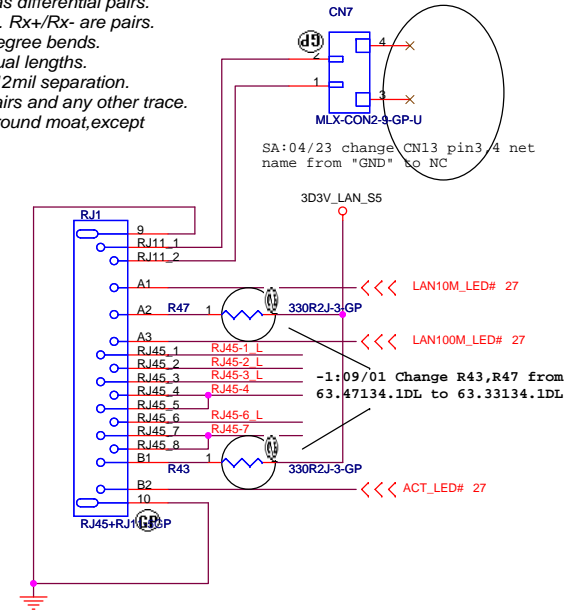 as differential pairs.
. Rx+/Rx- are pairs.
egree bends.
ual lengths.
2mil separation.
airs and any other trace.
round moat,except
CN7
GP
4
2
1
3
MLX-CON2-9-GP-U
SA:04/23 change CN13 pin3,4 net
name from "GND" to NC
3D3V_LAN_S5
RJ1
9
RJ11_1
RJ11_2
A1
LAN10M_LED# 27
A2
R47
1
330R2J-3-GP
A3
LAN100M_LED# 27
RJ45_1
RJ45-1_L
RJ45_2
RJ45-2_L
RJ45_3
RJ45-3_L
RJ45_4
RJ45-4
RJ45_5
RJ45_6
RJ45-6_L
RJ45_7
RJ45-7
RJ45_8
-1:09/01 Change R43,R47 from
63.47134.1DL to 63.33134.1DL
B1
R43
1
330R2J-3-GP
B2
ACT_LED# 27
10
GP